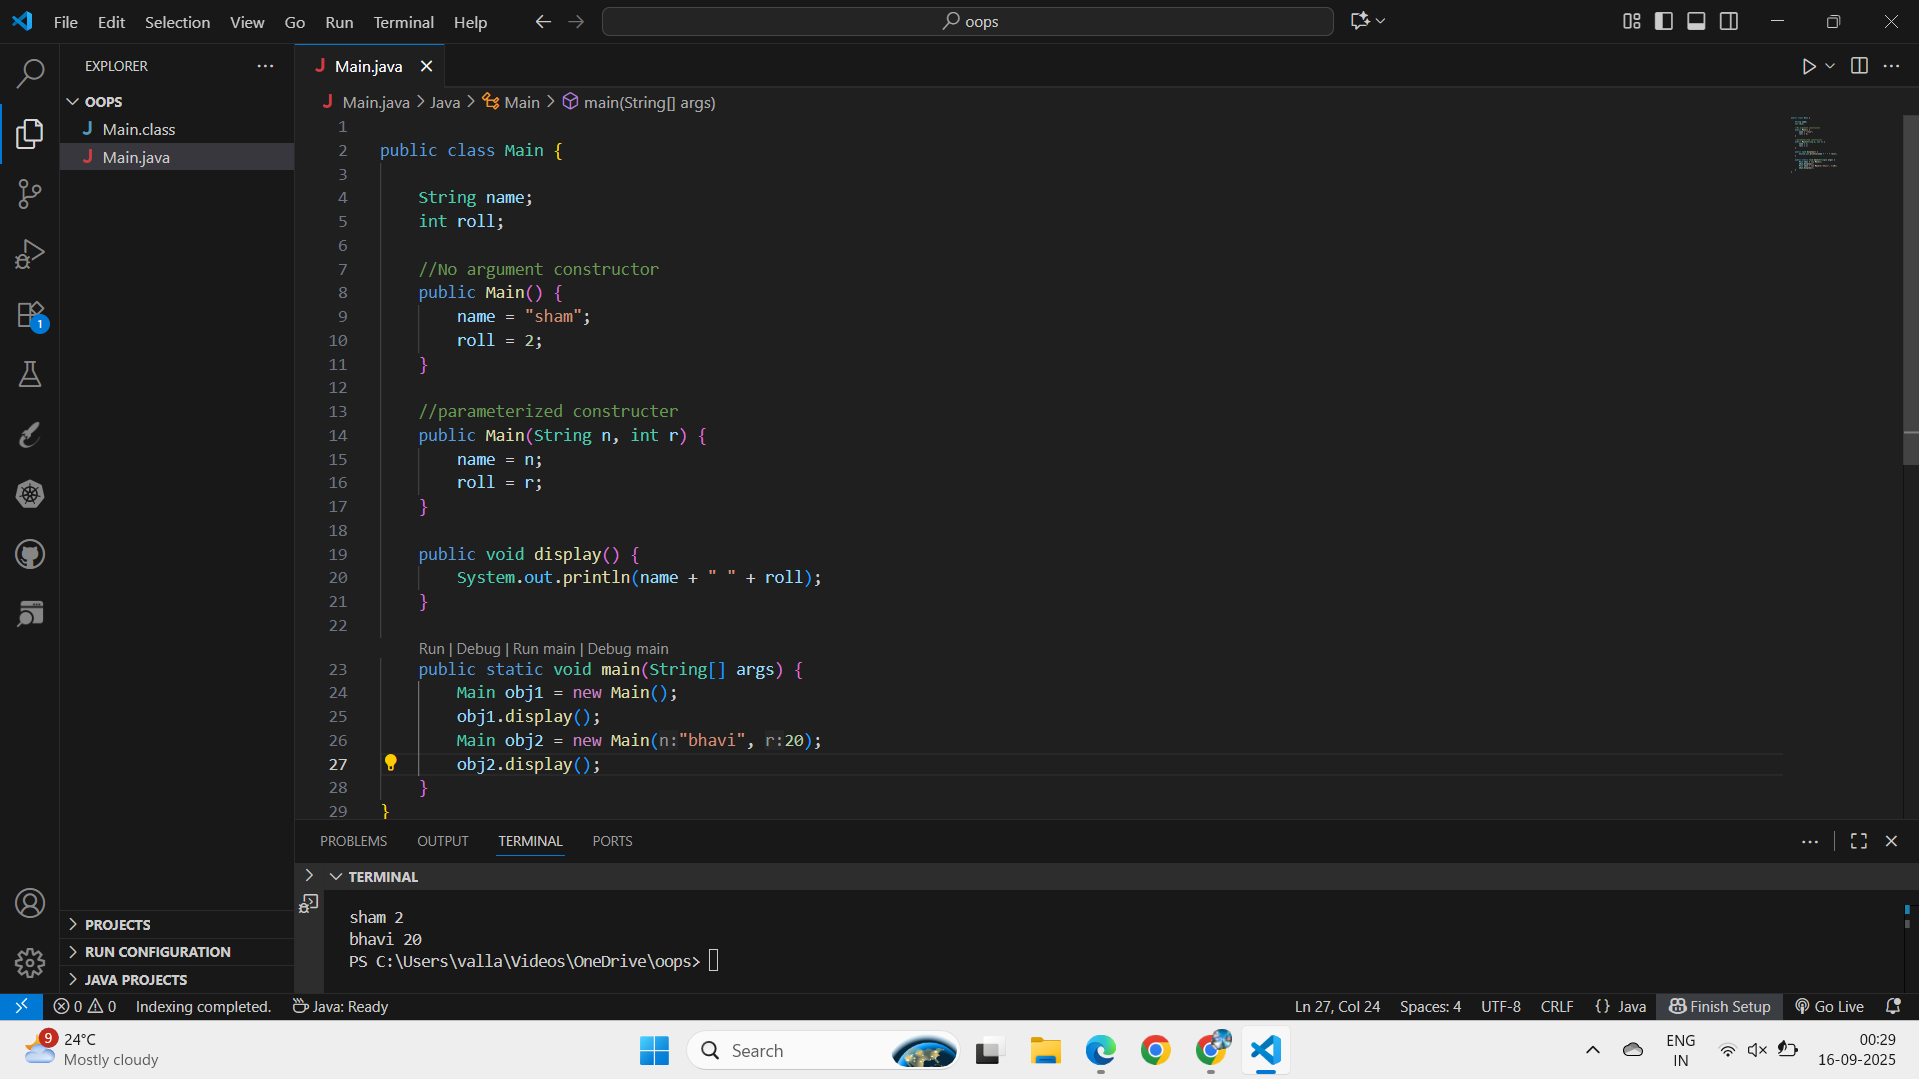 File Edit Selection View Go Run Terminal Help
oops
EXPLORER
OOPS
Main.class
Main.java
PROJECTS
RUN CONFIGURATION
JAVA PROJECTS
1
Main.java
Main.java > Java > Main > main(String[] args)
1
2 public class Main {
3
4 String name;
5 int roll;
6
7 //No argument constructor
8 public Main() {
9 name = "sham";
10 roll = 2;
11 }
12
13 //parameterized constructer
14 public Main(String n, int r) {
15 name = n;
16 roll = r;
17 }
18
19 public void display() {
20 System.out.println(name + " " + roll);
21 }
22
Run | Debug | Run main | Debug main
23 public static void main(String[] args) {
24 Main obj1 = new Main();
25 obj1.display();
26 Main obj2 = new Main(n:"bhavi", r:20);
27 obj2.display();
28 }
29 }
PROBLEMS OUTPUT TERMINAL PORTS
TERMINAL
sham 2
bhavi 20
PS C:\Users\valla\Videos\OneDrive\oops>
0 0 Indexing completed. Java: Ready Ln 27, Col 24 Spaces: 4 UTF-8 CRLF {} Java Finish Setup Go Live
9 24°C
Mostly cloudy
Search
ENG
IN
00:29
16-09-2025